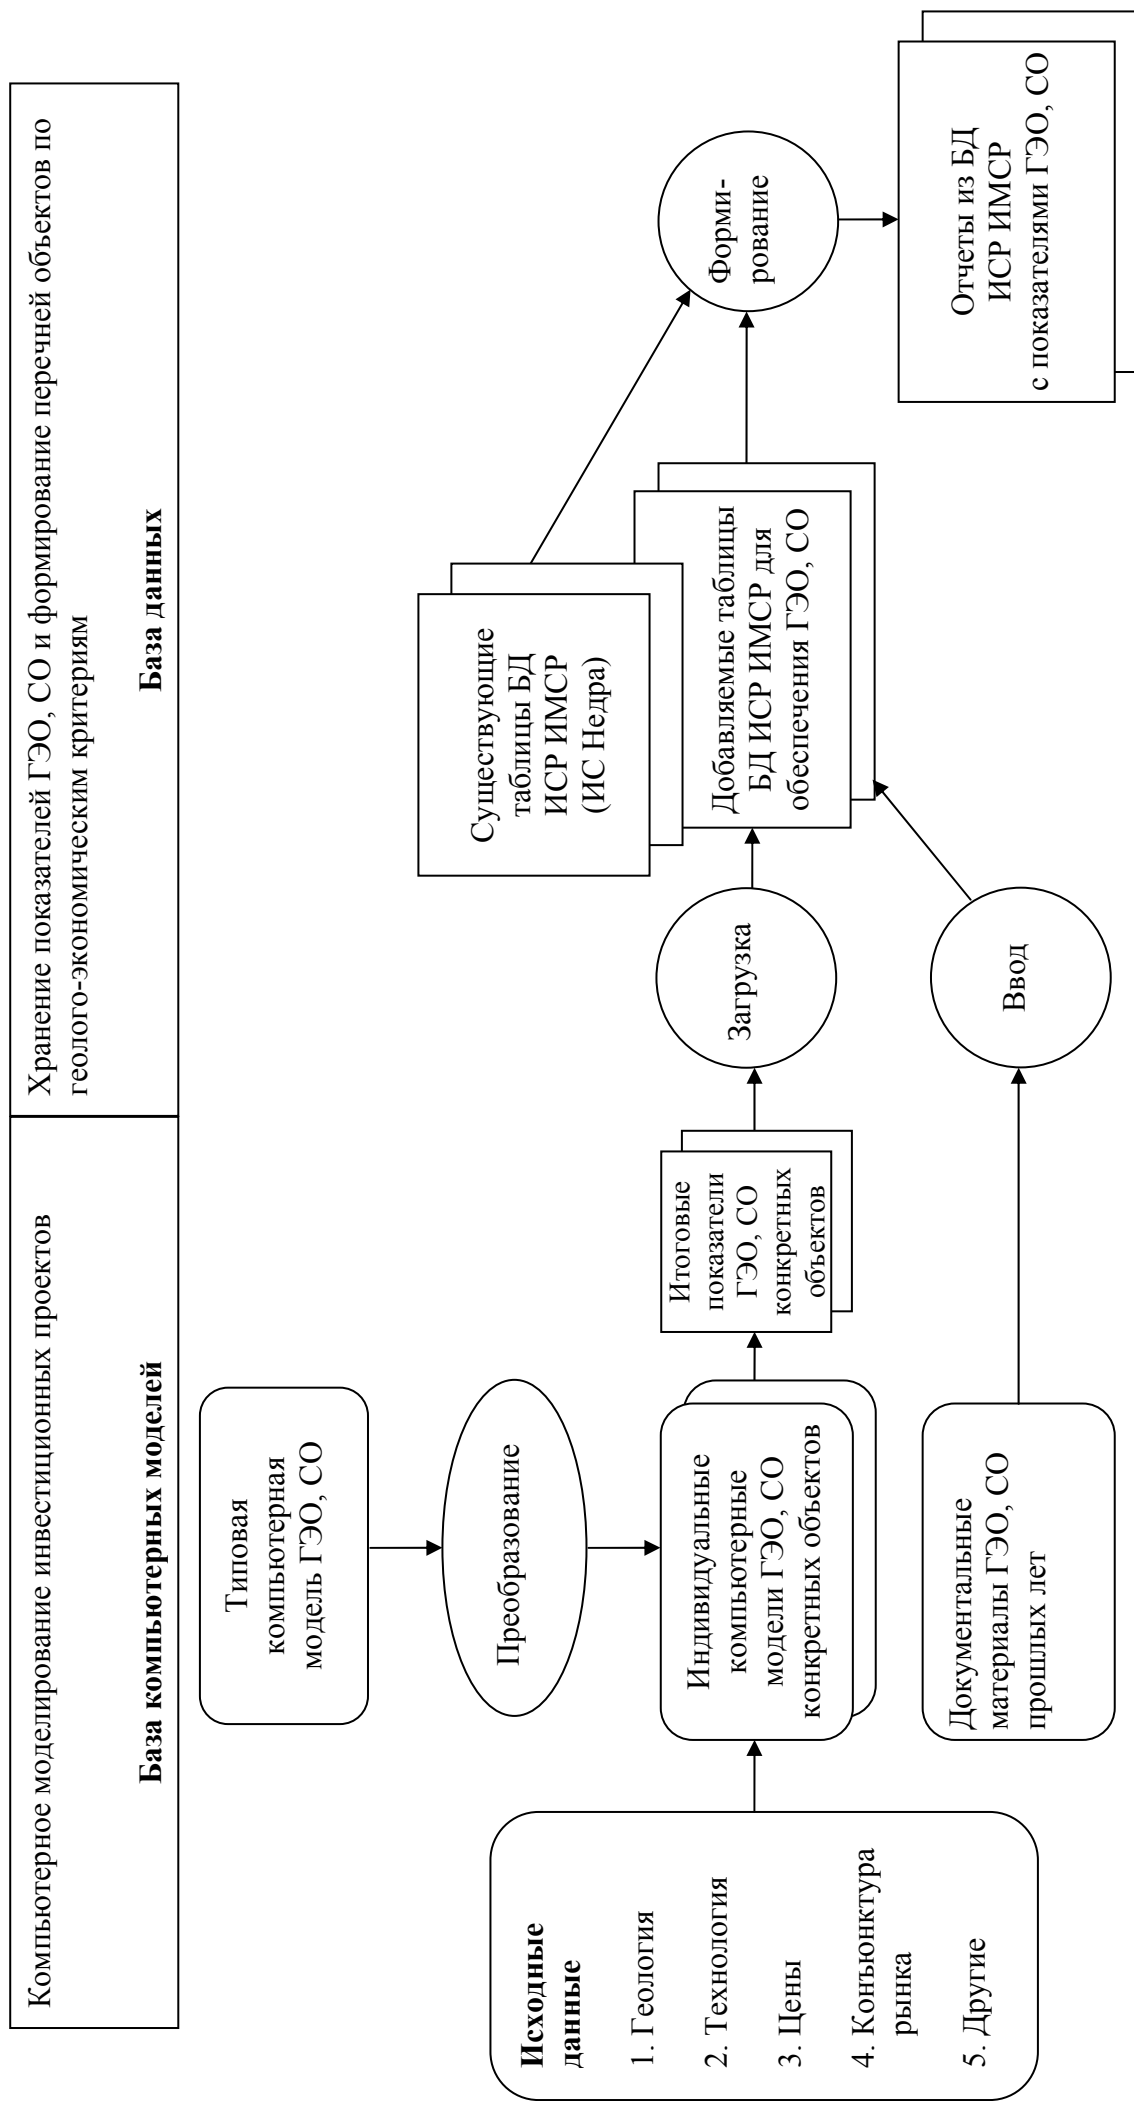 Компьютерное моделирование инвестиционных проектов
База компьютерных моделей
Хранение показателей ГЭО, СО и формирование перечней объектов по
геолого-экономическим критериям
База данных
Типовая
компьютерная
модель ГЭО, СО
Преобразование
Исходные
данные
1. Геология
2. Технология
3. Цены
4. Конъюнктура
рынка
5. Другие
Индивидуальные
компьютерные
модели ГЭО, СО
конкретных объектов
Итоговые
показатели
ГЭО, СО
конкретных
объектов
Загрузка
Существующие
таблицы БД
ИСР ИМСР
(ИС Недра)
Добавляемые таблицы
БД ИСР ИМСР для
обеспечения ГЭО, СО
Форми-
рование
Документальные
материалы ГЭО, СО
прошлых лет
Ввод
Отчеты из БД
ИСР ИМСР
с показателями ГЭО, СО